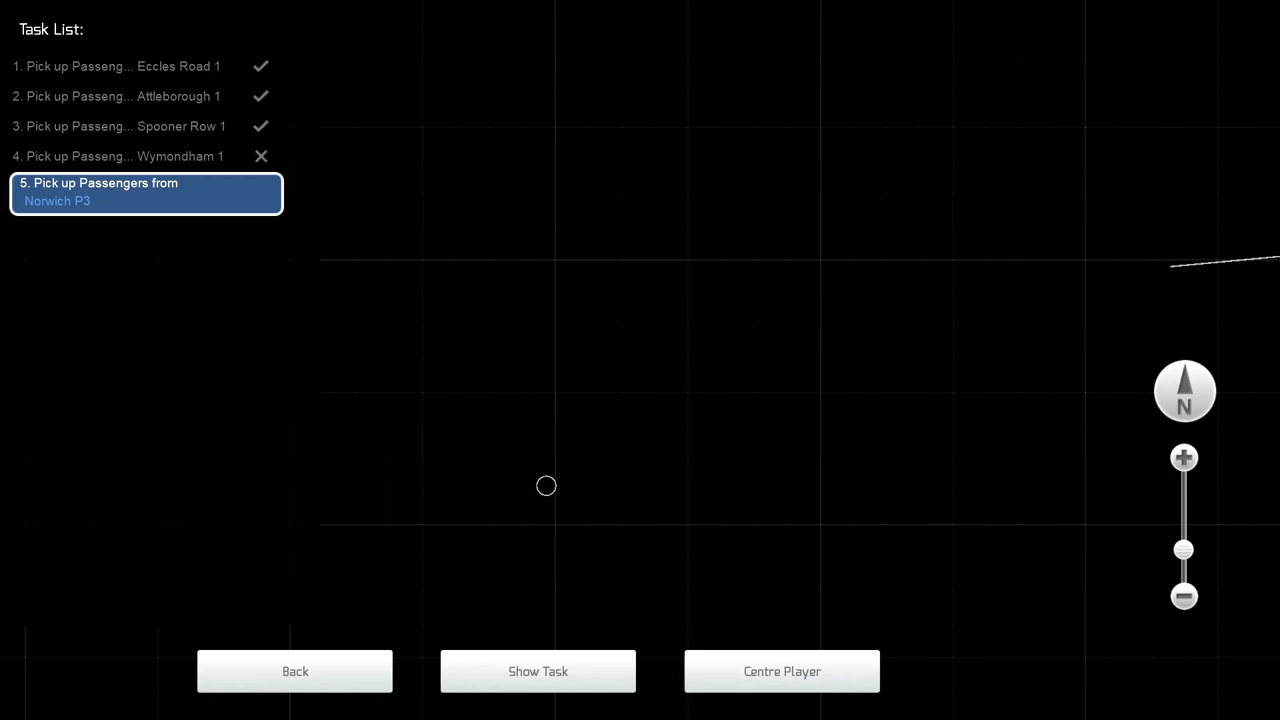 Task List:
1. Pick up Passeng... Eccles Road 1
2. Pick up Passeng... Attleborough 1
3. Pick up Passeng... Spooner Row 1
4. Pick up Passeng... Wymondham 1
5. Pick up Passengers from
Norwich P3
N
Back
Show Task
Centre Player